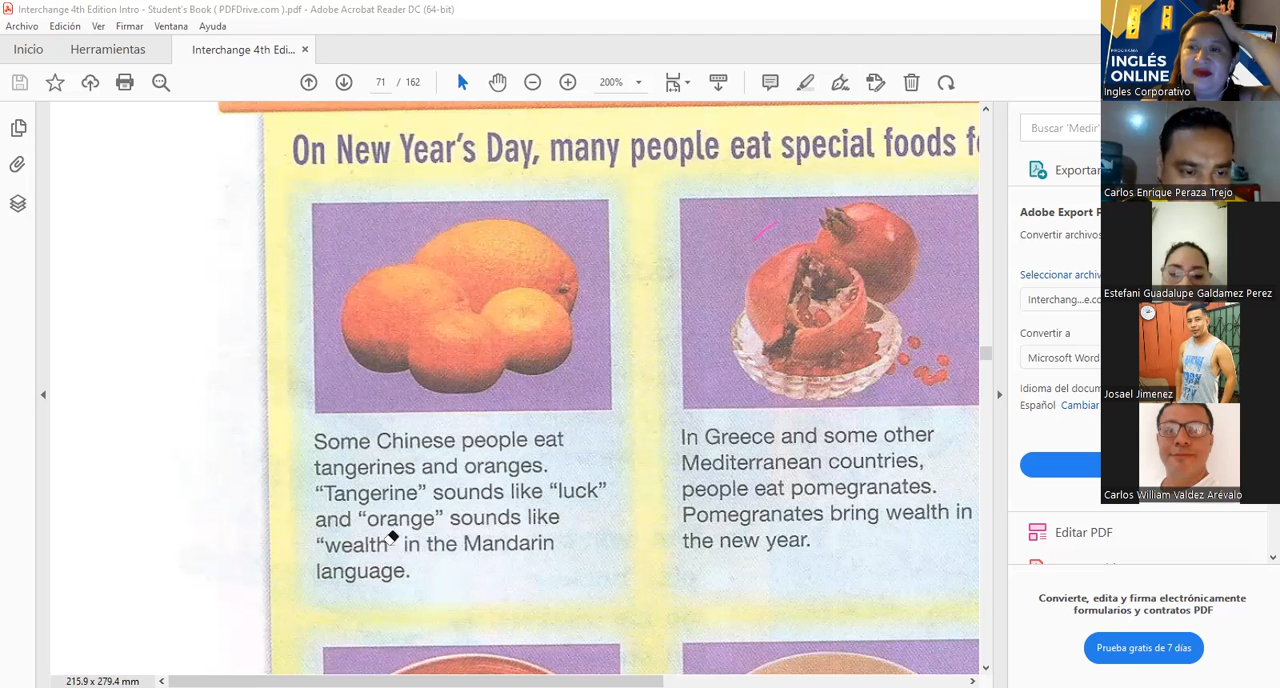 Interchange 4th Edition Intro - Student's Book ( PDFDrive.com ).pdf - Adobe Acrobat Reader DC (64-bit)
Archivo Edición Ver Firmar Ventana Ayuda
Inicio Herramientas Interchange 4th Edi... ×
71 / 162 200%
On New Year's Day, many people eat special foods f
Some Chinese people eat
tangerines and oranges.
“Tangerine” sounds like “luck”
and “orange” sounds like
“wealth” in the Mandarin
language.
In Greece and some other
Mediterranean countries,
people eat pomegranates.
Pomegranates bring wealth in
the new year.
215.9 x 279.4 mm
Buscar 'Medir'
Exportar
Adobe Export P
Convertir archivos
Seleccionar archiv
Interchang...e.co
Convertir a
Microsoft Word
Idioma del docum
Español Cambiar
Editar PDF
Convierte, edita y firma electrónicamente
formularios y contratos PDF
Prueba gratis de 7 días
PROGRAMA
INGLÉS
ONLINE
Ingles Corporativo
Carlos Enrique Peraza Trejo
Estefani Guadalupe Galdamez Perez
Josael Jimenez
Carlos William Valdez Arévalo